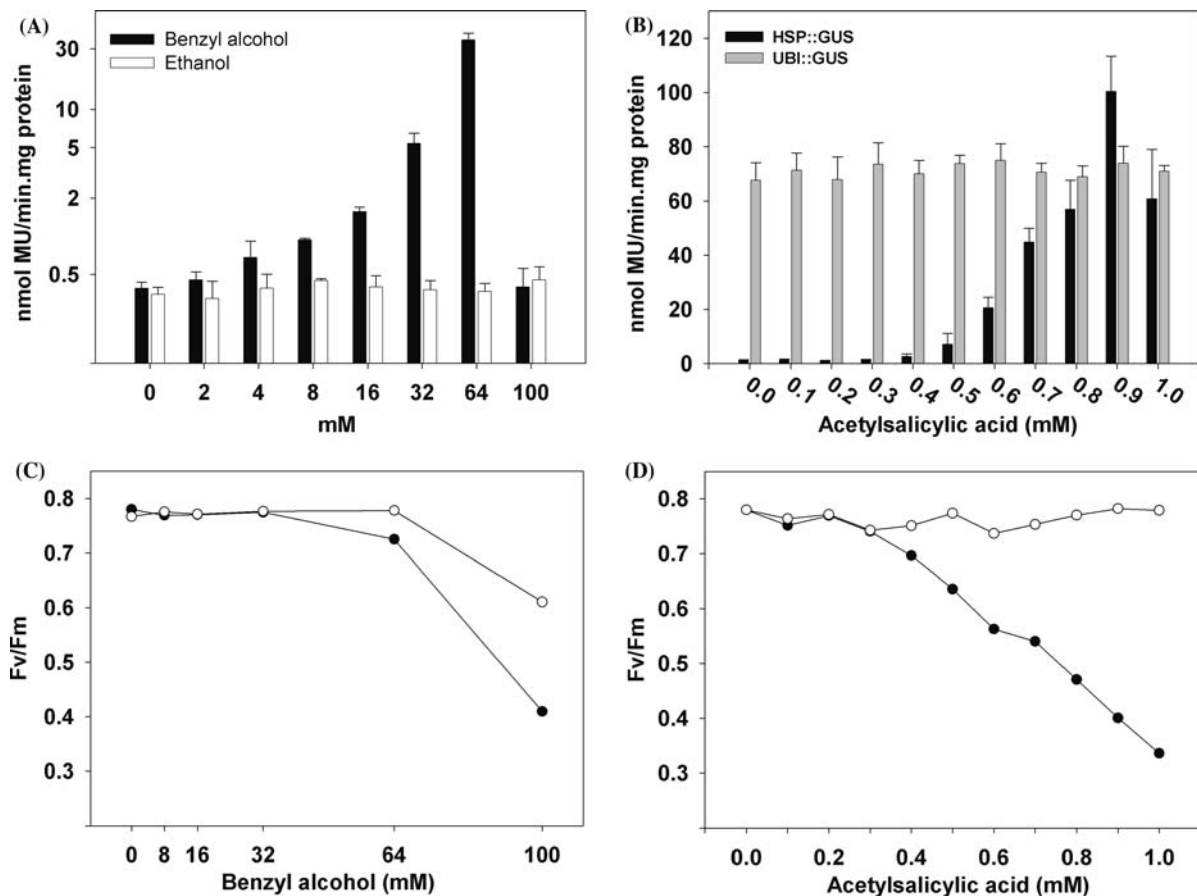 (A)
Benzyl alcohol
Ethanol
nmol MU/min.mg protein
30
10
5
2
0.5
0 2 4 8 16 32 64 100
mM
(B)
HSP::GUS
UBI::GUS
nmol MU/min.mg protein
120
100
80
60
40
20
0
0.0 0.1 0.2 0.3 0.4 0.5 0.6 0.7 0.8 0.9 1.0
Acetylsalicylic acid (mM)
(C)
Fv/Fm
0.8
0.7
0.6
0.5
0.4
0.3
0 8 16 32 64 100
Benzyl alcohol (mM)
(D)
Fv/Fm
0.8
0.7
0.6
0.5
0.4
0.3
0.0 0.2 0.4 0.6 0.8 1.0
Acetylsalicylic acid (mM)